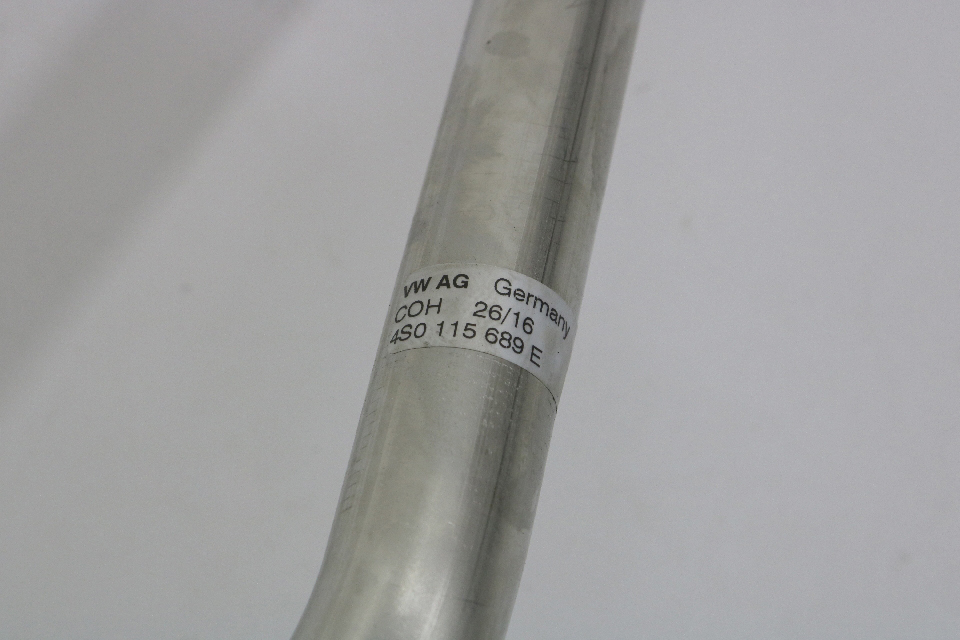 VW AG Germany
COH 26/16
4S0 115 689 E